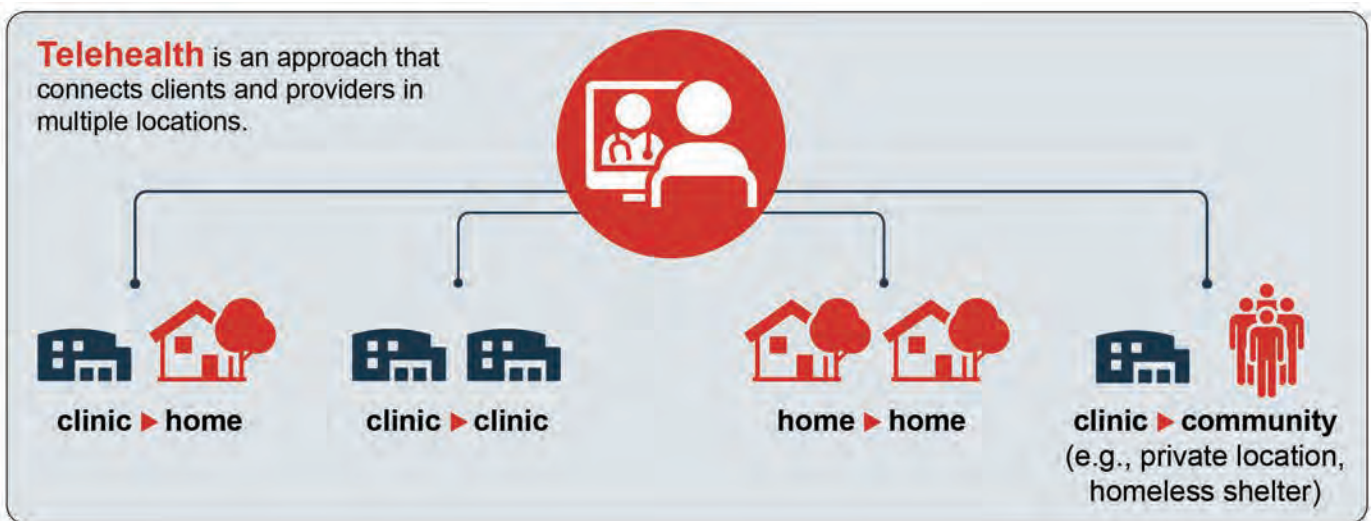 Telehealth is an approach that
connects clients and providers in
multiple locations.
clinic ▶ home
clinic ▶ clinic
home ▶ home
clinic ▶ community
(e.g., private location,
homeless shelter)